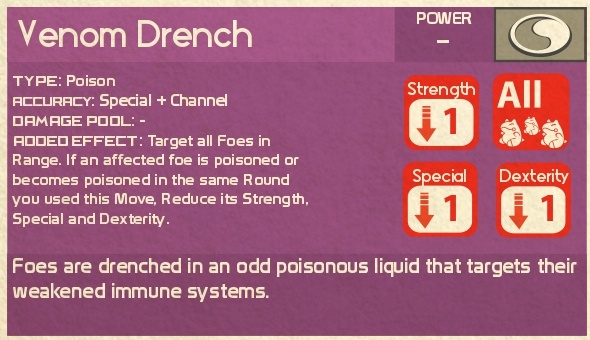 Venom Drench
POWER
–
TYPE: Poison
ACCURACY: Special + Channel
DAMAGE POOL: -
ADDED EFFECT: Target all Foes in
Range. If an affected foe is poisoned or
becomes poisoned in the same Round
you used this Move, Reduce its Strength,
Special and Dexterity.
Strength
1
All
Special
1
Dexterity
1
Foes are drenched in an odd poisonous liquid that targets their
weakened immune systems.